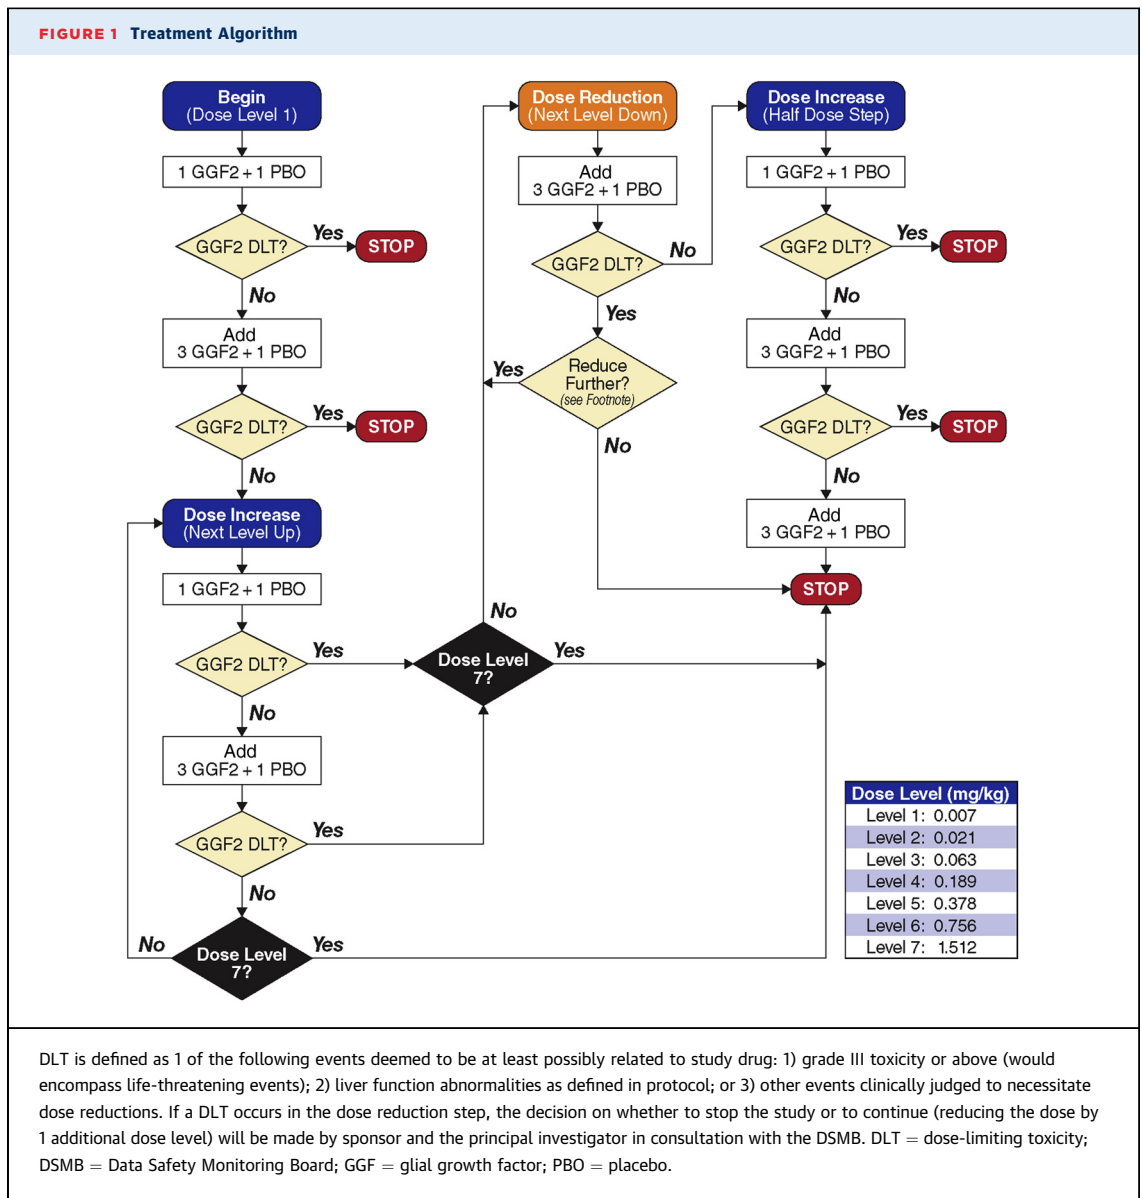 FIGURE 1 Treatment Algorithm
Begin
(Dose Level 1)
1 GGF2 + 1 PBO
GGF2 DLT?
Yes
STOP
No
Add
3 GGF2 + 1 PBO
GGF2 DLT?
Yes
STOP
No
Dose Increase
(Next Level Up)
1 GGF2 + 1 PBO
GGF2 DLT?
Yes
No
Add
3 GGF2 + 1 PBO
GGF2 DLT?
Yes
No
Dose Level
7?
No
Yes
Dose Level
7?
No
Yes
Dose Reduction
(Next Level Down)
Add
3 GGF2 + 1 PBO
GGF2 DLT?
No
Yes
Reduce
Further?
(see Footnote)
Yes
No
Dose Increase
(Half Dose Step)
1 GGF2 + 1 PBO
GGF2 DLT?
Yes
STOP
No
Add
3 GGF2 + 1 PBO
GGF2 DLT?
Yes
STOP
No
Add
3 GGF2 + 1 PBO
STOP
Dose Level (mg/kg)
Level 1: 0.007
Level 2: 0.021
Level 3: 0.063
Level 4: 0.189
Level 5: 0.378
Level 6: 0.756
Level 7: 1.512
DLT is defined as 1 of the following events deemed to be at least possibly related to study drug: 1) grade III toxicity or above (would
encompass life-threatening events); 2) liver function abnormalities as defined in protocol; or 3) other events clinically judged to necessitate
dose reductions. If a DLT occurs in the dose reduction step, the decision on whether to stop the study or to continue (reducing the dose by
1 additional dose level) will be made by sponsor and the principal investigator in consultation with the DSMB. DLT = dose-limiting toxicity;
DSMB = Data Safety Monitoring Board; GGF = glial growth factor; PBO = placebo.